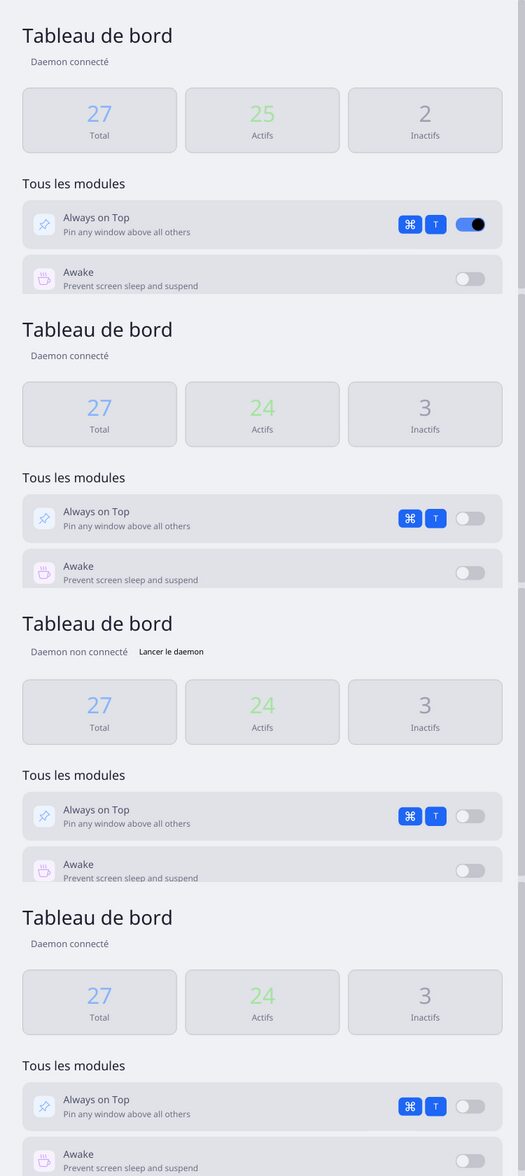 Tableau de bord
Daemon connecté
27 25 2
Total Actifs Inactifs
Tous les modules
Always on Top
⌘ T
Pin any window above all others
Awake
Prevent screen sleep and suspend
Tableau de bord
Daemon connecté
27 24 3
Total Actifs Inactifs
Tous les modules
Always on Top
⌘ T
Pin any window above all others
Awake
Prevent screen sleep and suspend
Tableau de bord
Daemon non connecté Lancer le daemon
27 24 3
Total Actifs Inactifs
Tous les modules
Always on Top
⌘ T
Pin any window above all others
Awake
Prevent screen sleep and suspend
Tableau de bord
Daemon connecté
27 24 3
Total Actifs Inactifs
Tous les modules
Always on Top
⌘ T
Pin any window above all others
Awake
Prevent screen sleep and suspend